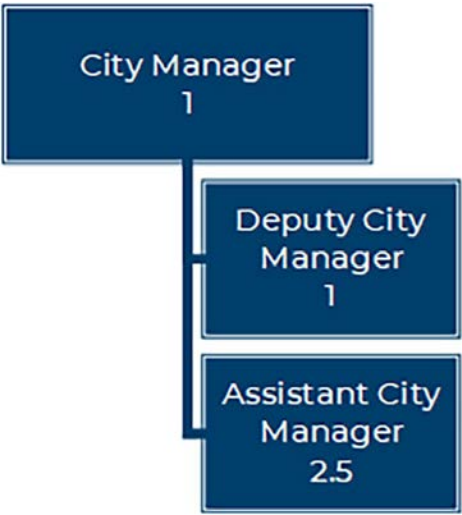 City Manager
1
Deputy City
Manager
1
Assistant City
Manager
2.5